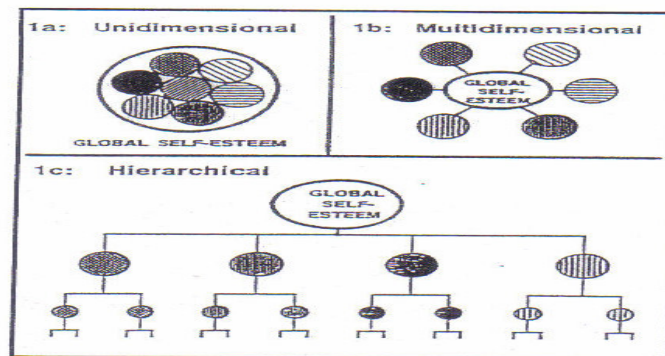 1a: Unidimensional
GLOBAL SELF-ESTEEM
1b: Multidimensional
GLOBAL
SELF-
ESTEEM
1c: Hierarchical
GLOBAL
SELF-
ESTEEM